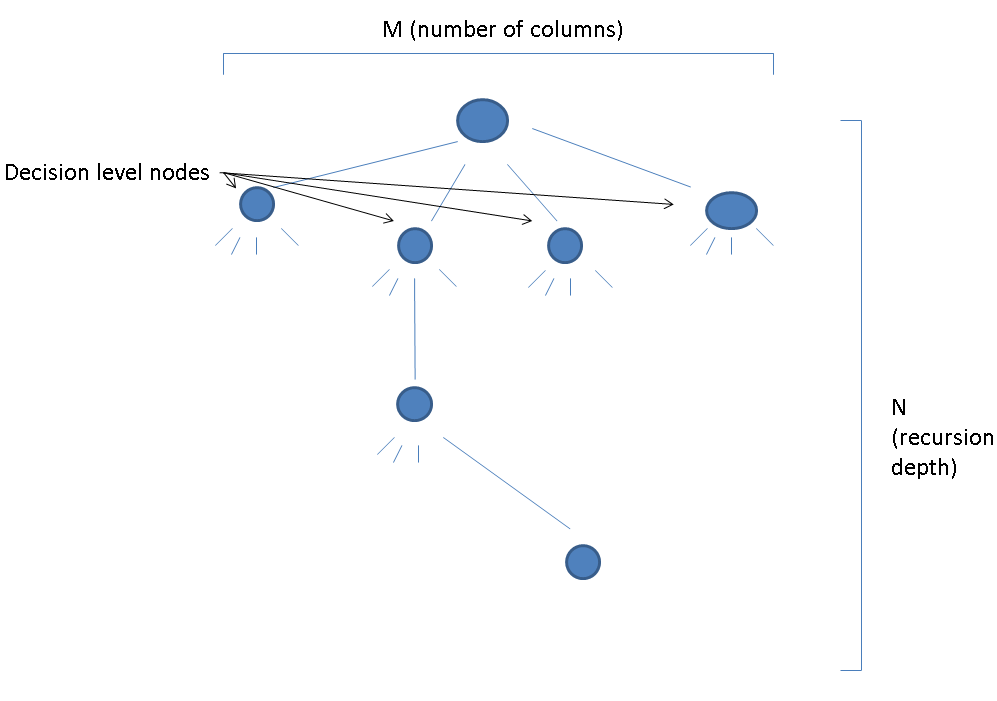 M (number of columns)
Decision level nodes
N
(recursion
depth)